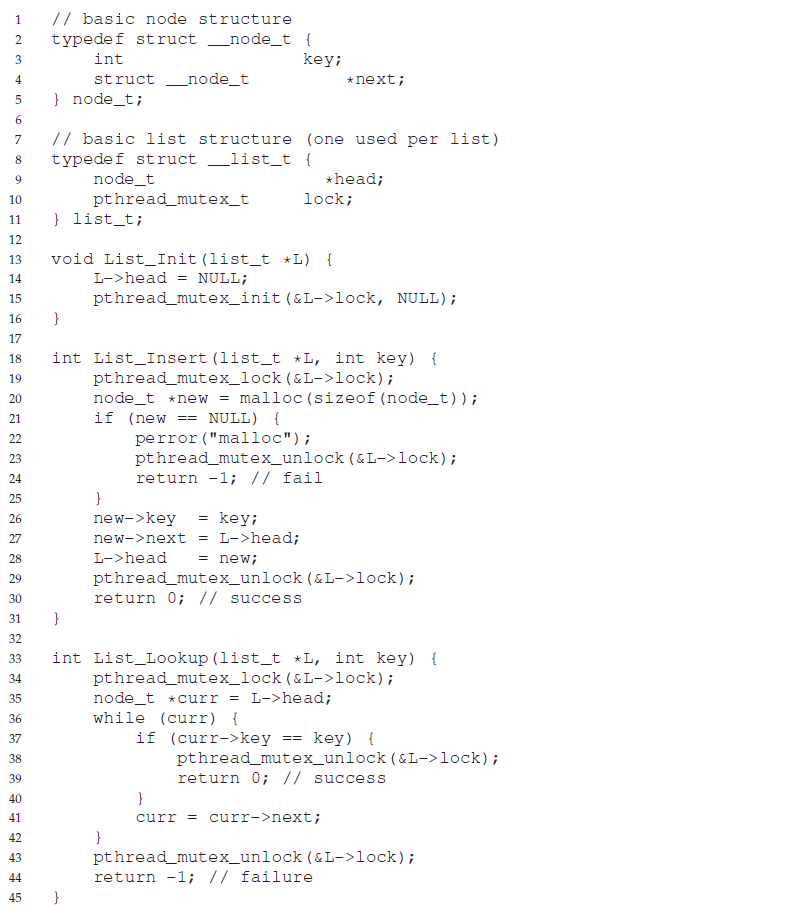 1 // basic node structure
2 typedef struct __node_t {
3     int                 key;
4     struct __node_t         *next;
5 } node_t;
6
7 // basic list structure (one used per list)
8 typedef struct __list_t {
9     node_t                *head;
10     pthread_mutex_t     lock;
11 } list_t;
12
13 void List_Init(list_t *L) {
14     L->head = NULL;
15     pthread_mutex_init(&L->lock, NULL);
16 }
17
18 int List_Insert(list_t *L, int key) {
19     pthread_mutex_lock(&L->lock);
20     node_t *new = malloc(sizeof(node_t));
21     if (new == NULL) {
22         perror("malloc");
23         pthread_mutex_unlock(&L->lock);
24         return -1; // fail
25     }
26     new->key  = key;
27     new->next = L->head;
28     L->head   = new;
29     pthread_mutex_unlock(&L->lock);
30     return 0; // success
31 }
32
33 int List_Lookup(list_t *L, int key) {
34     pthread_mutex_lock(&L->lock);
35     node_t *curr = L->head;
36     while (curr) {
37         if (curr->key == key) {
38             pthread_mutex_unlock(&L->lock);
39             return 0; // success
40         }
41         curr = curr->next;
42     }
43     pthread_mutex_unlock(&L->lock);
44     return -1; // failure
45 }